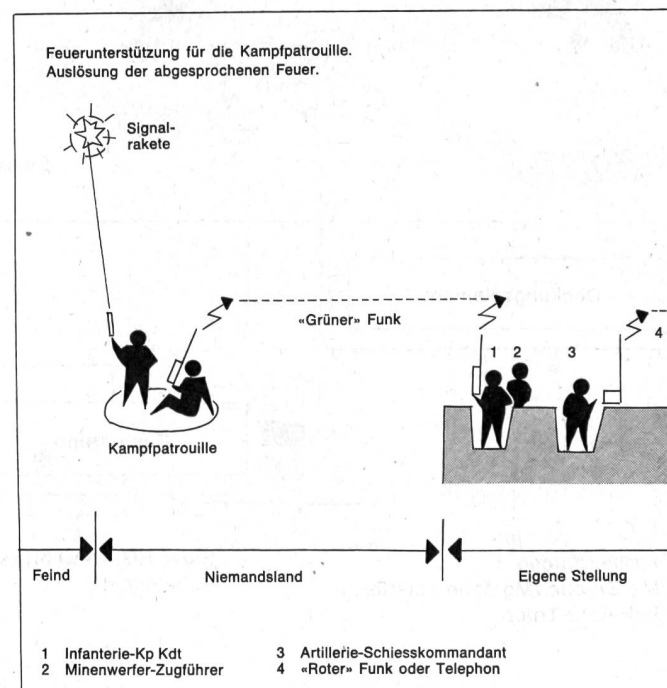 Feuerunterstützung für die Kampfpatrouille.
Auslösung der abgesprochenen Feuer.
Signal-
rakete
«Grüner» Funk
4
1 2 3
Kampfpatrouille
Feind Niemandsland Eigene Stellung
1 Infanterie-Kp Kdt 3 Artillerie-Schiesskommandant
2 Minenwerfer-Zugführer 4 «Roter» Funk oder Telephon